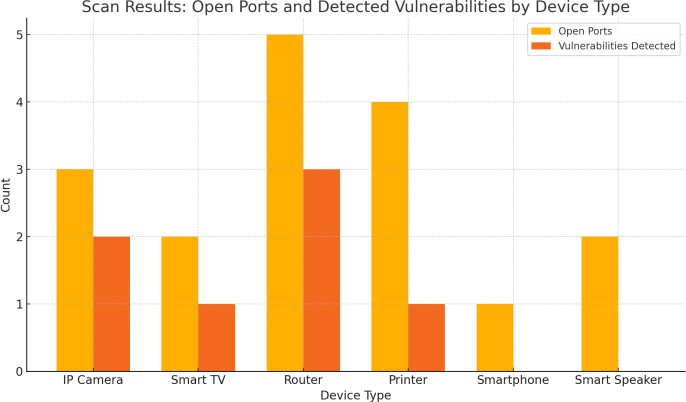 Scan Results: Open Ports and Detected Vulnerabilities by Device Type
Open Ports
Vulnerabilities Detected
5
4
3
2
1
0
Count
IP Camera
Smart TV
Router
Printer
Smartphone
Smart Speaker
Device Type